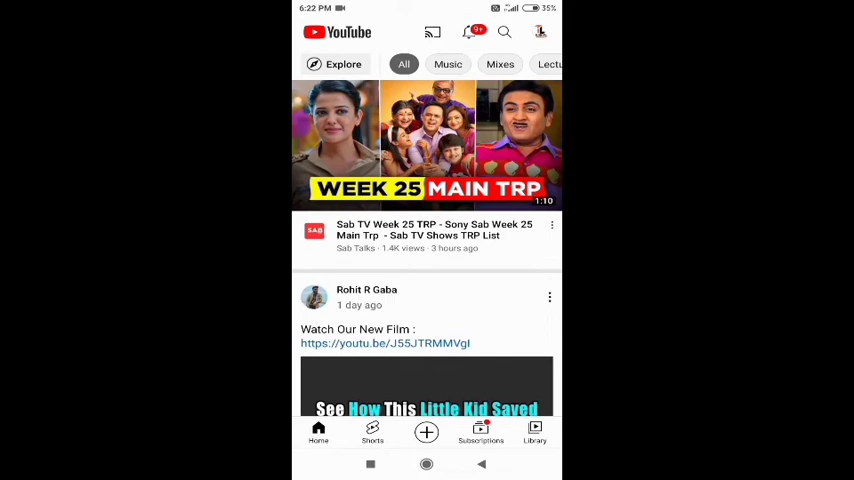 6:22 PM 35%
YouTube 9+
Explore All Music Mixes Lectu
WEEK 25 MAIN TRP
1:10
SAB
Sab TV Week 25 TRP - Sony Sab Week 25
Main Trp - Sab TV Shows TRP List
Sab Talks · 1.4K views · 3 hours ago
Rohit R Gaba
1 day ago
Watch Our New Film :
https://youtu.be/J55JTRMMVgI
See How This Little Kid Saved
Home Shorts Subscriptions Library